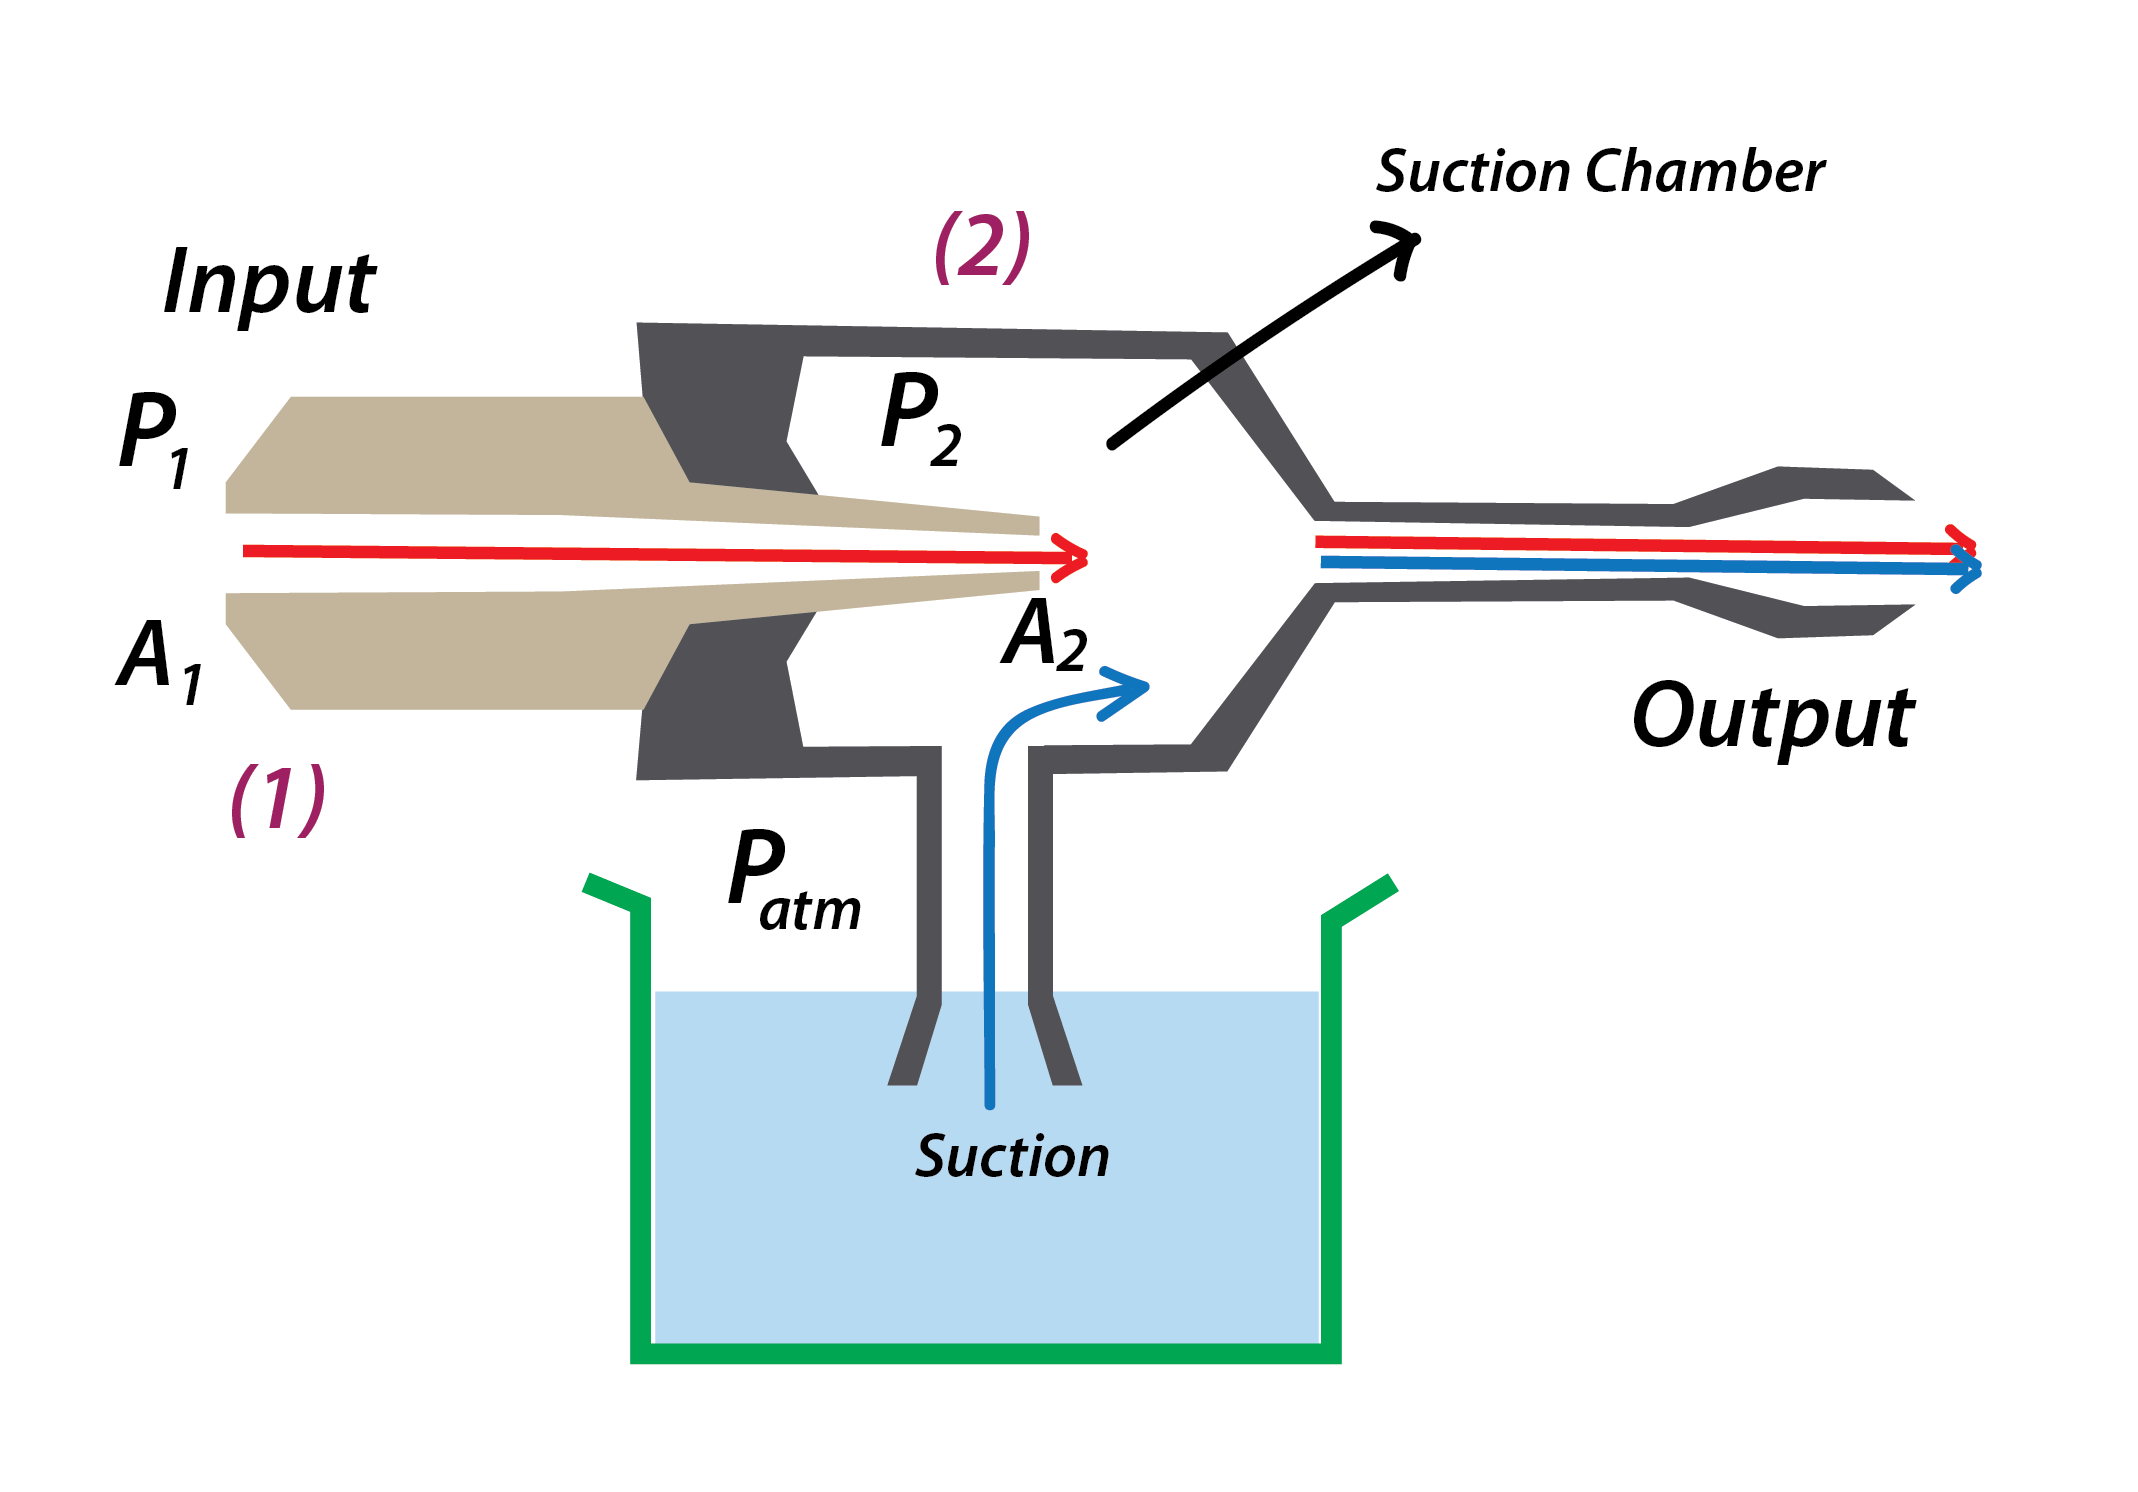 Suction Chamber
(2)
Input
P1
P2
A1
A2
Output
(1)
Patm
Suction